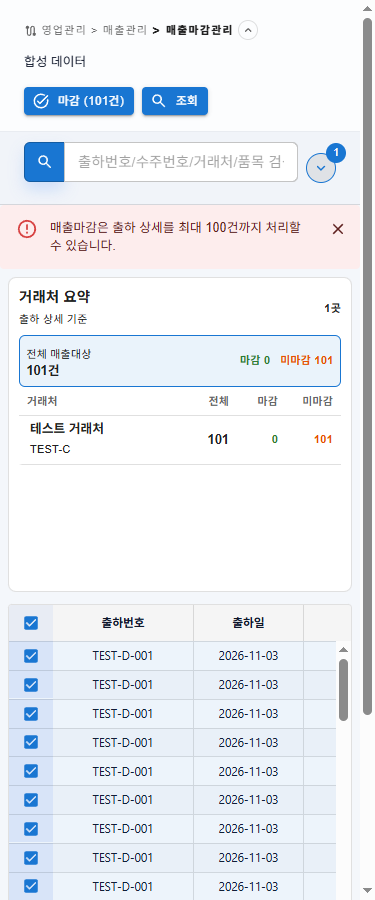 영업관리 > 매출관리 > 매출마감관리
합성 데이터
마감 (101건) 조회
출하번호/수주번호/거래처/품목 검·
1
매출마감은 출하 상세를 최대 100건까지 처리할
수 있습니다.
거래처 요약
1곳
출하 상세 기준
전체 매출대상
101건
마감 0 미마감 101
거래처 전체 마감 미마감
테스트 거래처
TEST-C
101 0 101
출하번호 출하일
TEST-D-001 2026-11-03
TEST-D-001 2026-11-03
TEST-D-001 2026-11-03
TEST-D-001 2026-11-03
TEST-D-001 2026-11-03
TEST-D-001 2026-11-03
TEST-D-001 2026-11-03
TEST-D-001 2026-11-03
TEST-D-001 2026-11-03